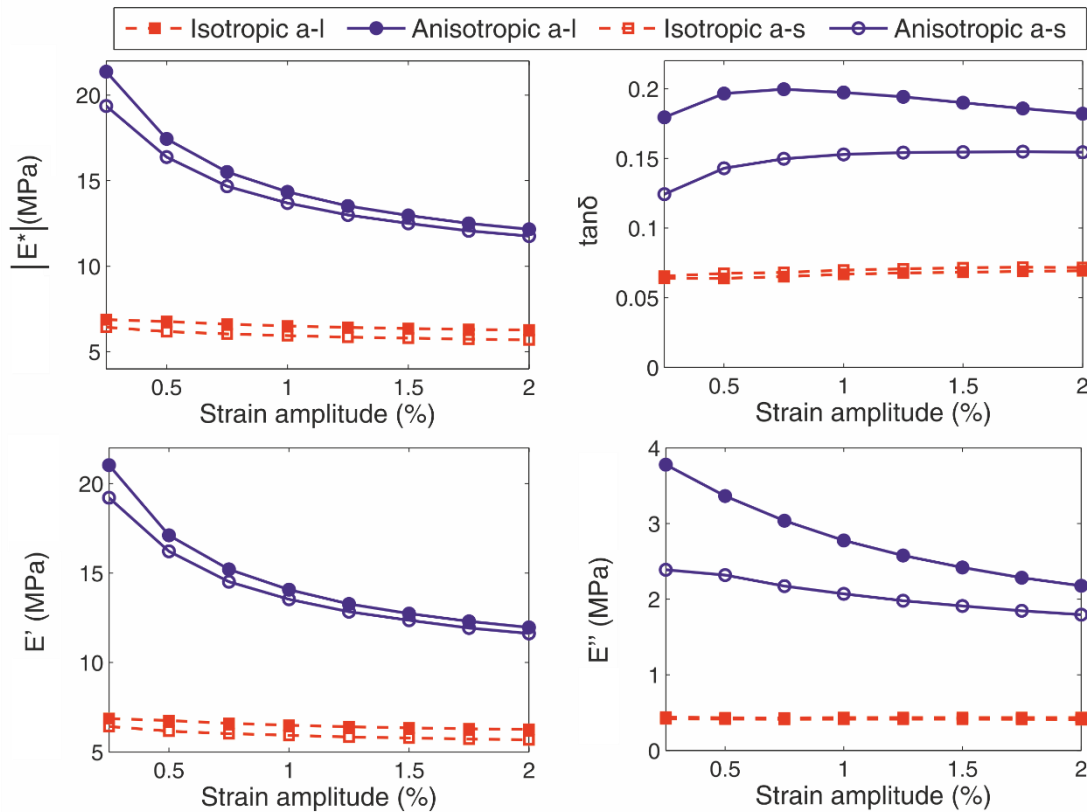 Isotropic a-l Anisotropic a-l Isotropic a-s Anisotropic a-s
|E*|(MPa)
20
15
10
5
0.5 1 1.5 2
Strain amplitude (%)
tanδ
0.2
0.15
0.1
0.05
0
0.5 1 1.5 2
Strain amplitude (%)
E' (MPa)
20
15
10
5
0.5 1 1.5 2
Strain amplitude (%)
E'' (MPa)
4
3
2
1
0
0.5 1 1.5 2
Strain amplitude (%)